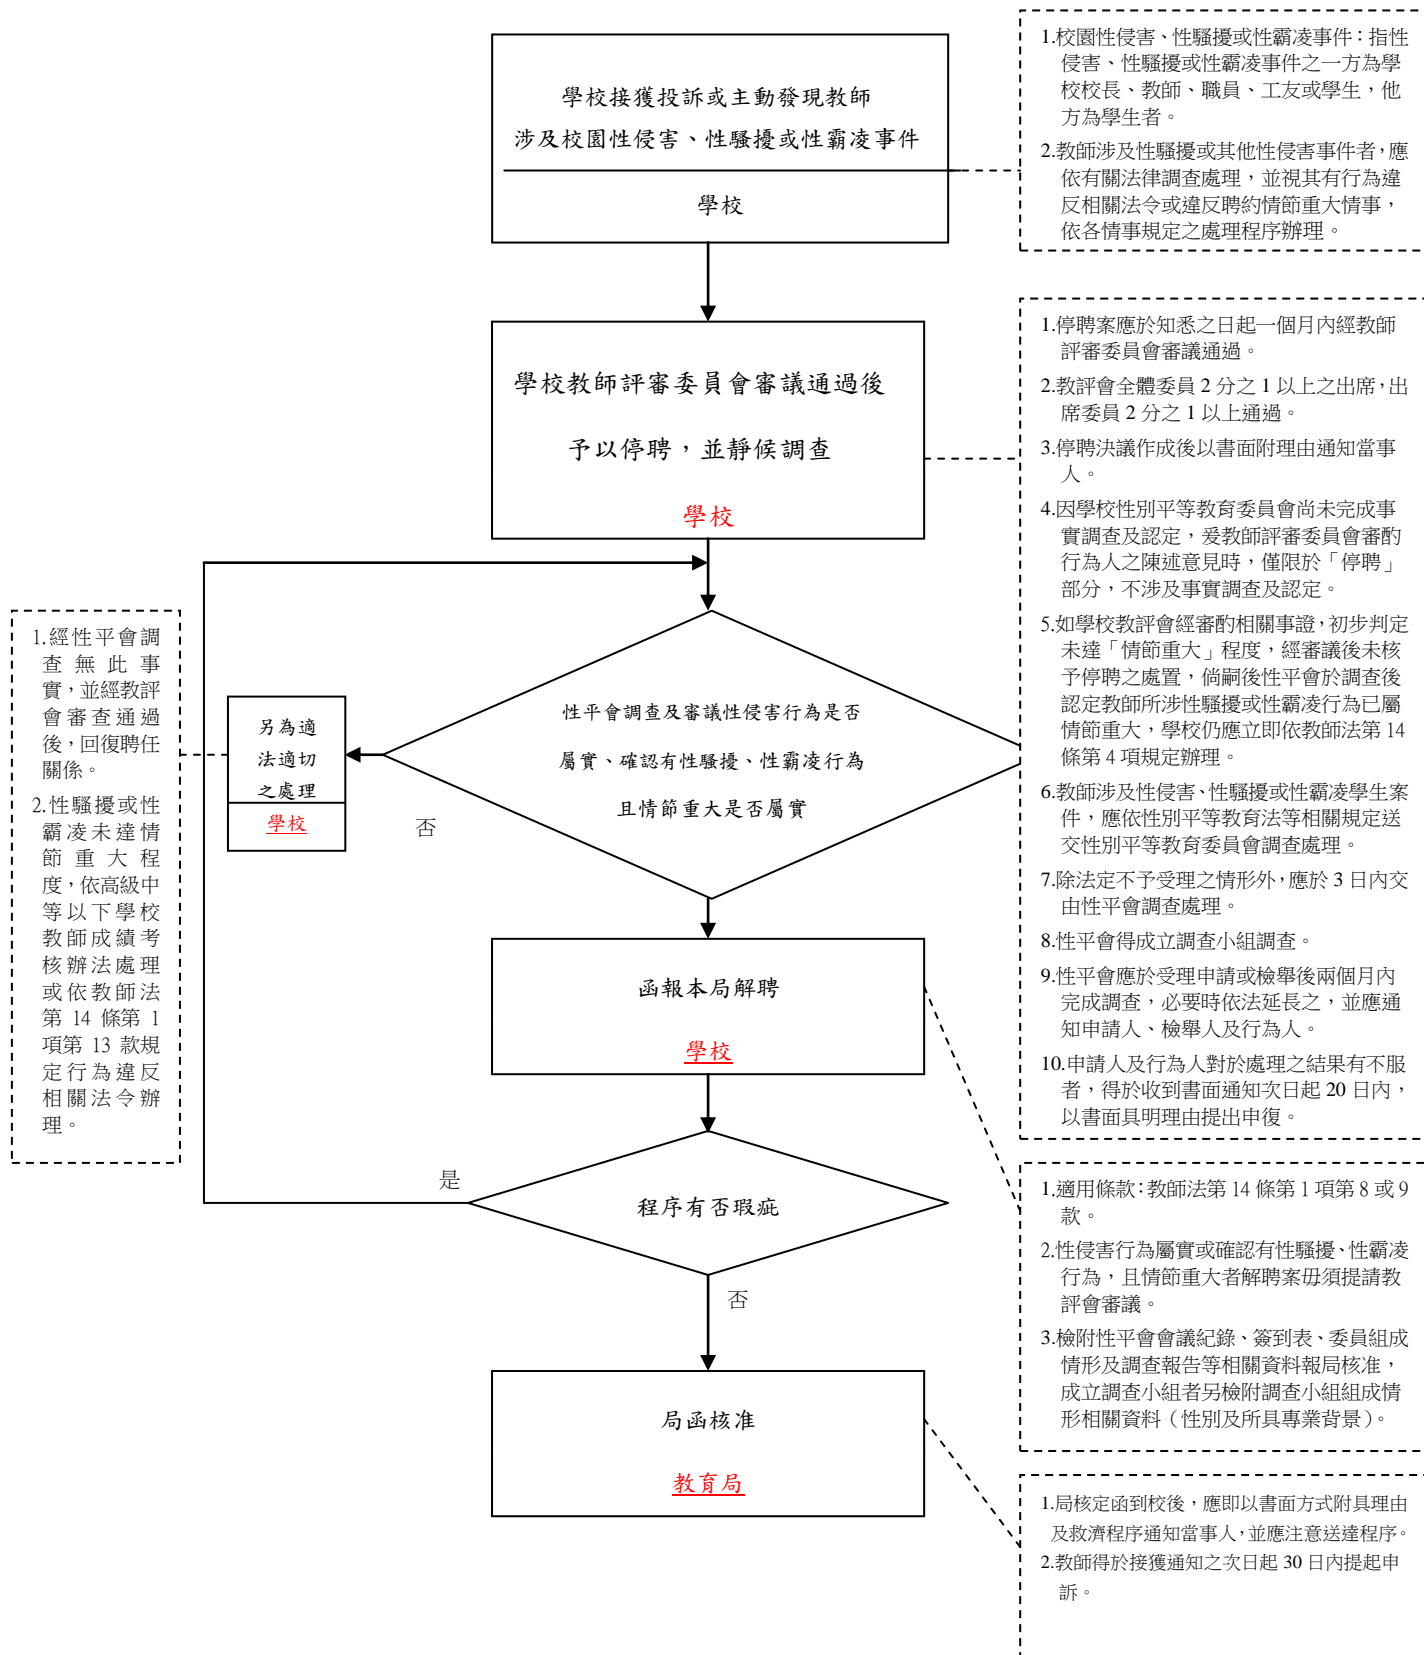 學校接獲投訴或主動發現教師
涉及校園性侵害、性騷擾或性霸凌事件
學校
1.校園性侵害、性騷擾或性霸凌事件：指性
侵害、性騷擾或性霸凌事件之一方為學
校校長、教師、職員、工友或學生，他
方為學生者。
2.教師涉及性騷擾或其他性侵害事件者，應
依有關法律調查處理，並視其有行為違
反相關法令或違反聘約情節重大情事，
依各情事規定之處理程序辦理。
學校教師評審委員會審議通過後
予以停聘，並靜候調查
學校
1.停聘案應於知悉之日起一個月內經教師
評審委員會審議通過。
2.教評會全體委員 2 分之 1 以上之出席，出
席委員 2 分之 1 以上通過。
3.停聘決議作成後以書面附理由通知當事
人。
4.因學校性別平等教育委員會尚未完成事
實調查及認定，爰教師評審委員會審酌
行為人之陳述意見時，僅限於「停聘」
部分，不涉及事實調查及認定。
5.如學校教評會經審酌相關事證，初步判定
未達「情節重大」程度，經審議後未核
予停聘之處置，倘嗣後性平會於調查後
認定教師所涉性騷擾或性霸凌行為已屬
情節重大，學校仍應立即依教師法第 14
條第 4 項規定辦理。
6.教師涉及性侵害、性騷擾或性霸凌學生案
件，應依性別平等教育法等相關規定送
交性別平等教育委員會調查處理。
7.除法定不予受理之情形外，應於 3 日內交
由性平會調查處理。
8.性平會得成立調查小組調查。
9.性平會應於受理申請或檢舉後兩個月內
完成調查，必要時依法延長之，並應通
知申請人、檢舉人及行為人。
10.申請人及行為人對於處理之結果有不服
者，得於收到書面通知次日起 20 日內，
以書面具明理由提出申復。
性平會調查及審議性侵害行為是否
屬實、確認有性騷擾、性霸凌行為
且情節重大是否屬實
否
另為適
法適切
之處理
學校
1.經性平會調
查無此事
實，並經教評
會審查通過
後，回復聘任
關係。
2.性騷擾或性
霸凌未達情
節重大程
度，依高級中
等以下學校
教師成績考
核辦法處理
或依教師法
第 14 條第 1
項第 13 款規
定行為違反
相關法令辦
理。
函報本局解聘
學校
1.適用條款：教師法第 14 條第 1 項第 8 或 9
款。
2.性侵害行為屬實或確認有性騷擾、性霸凌
行為，且情節重大者解聘案毋須提請教
評會審議。
3.檢附性平會會議紀錄、簽到表、委員組成
情形及調查報告等相關資料報局核准，
成立調查小組者另檢附調查小組組成情
形相關資料（性別及所具專業背景）。
程序有否瑕疵
是
否
局函核准
教育局
1.局核定函到校後，應即以書面方式附具理由
及救濟程序通知當事人，並應注意送達程序。
2.教師得於接獲通知之次日起 30 日內提起申
訴。